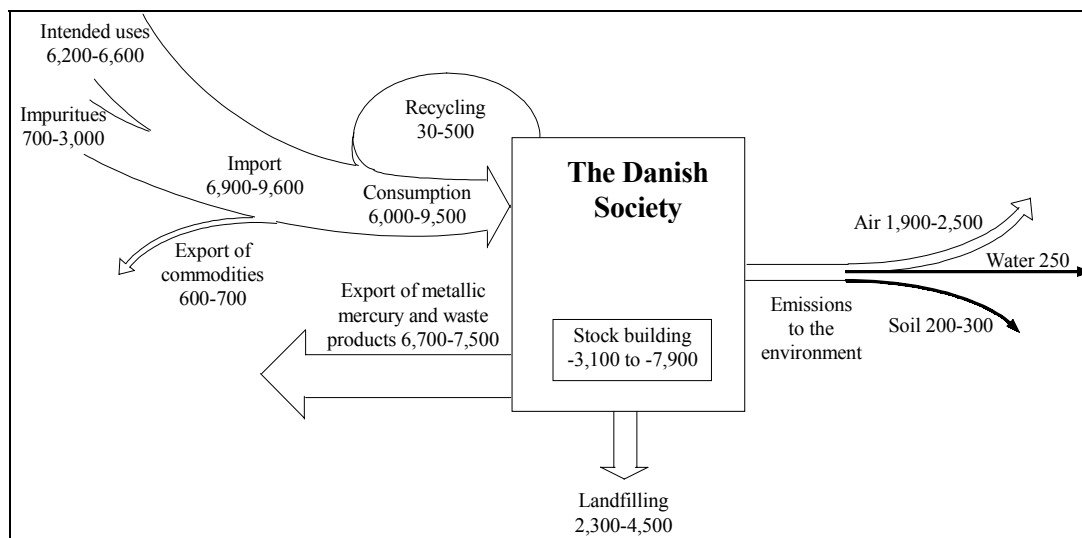 Intended uses
6,200-6,600
Impuritues
700-3,000
Import
6,900-9,600
Recycling
30-500
Consumption
6,000-9,500
Export of
commodities
600-700
Export of metallic
mercury and waste
products 6,700-7,500
The Danish
Society
Stock building
-3,100 to -7,900
Air 1,900-2,500
Water 250
Soil 200-300
Emissions
to the
environment
Landfilling
2,300-4,500